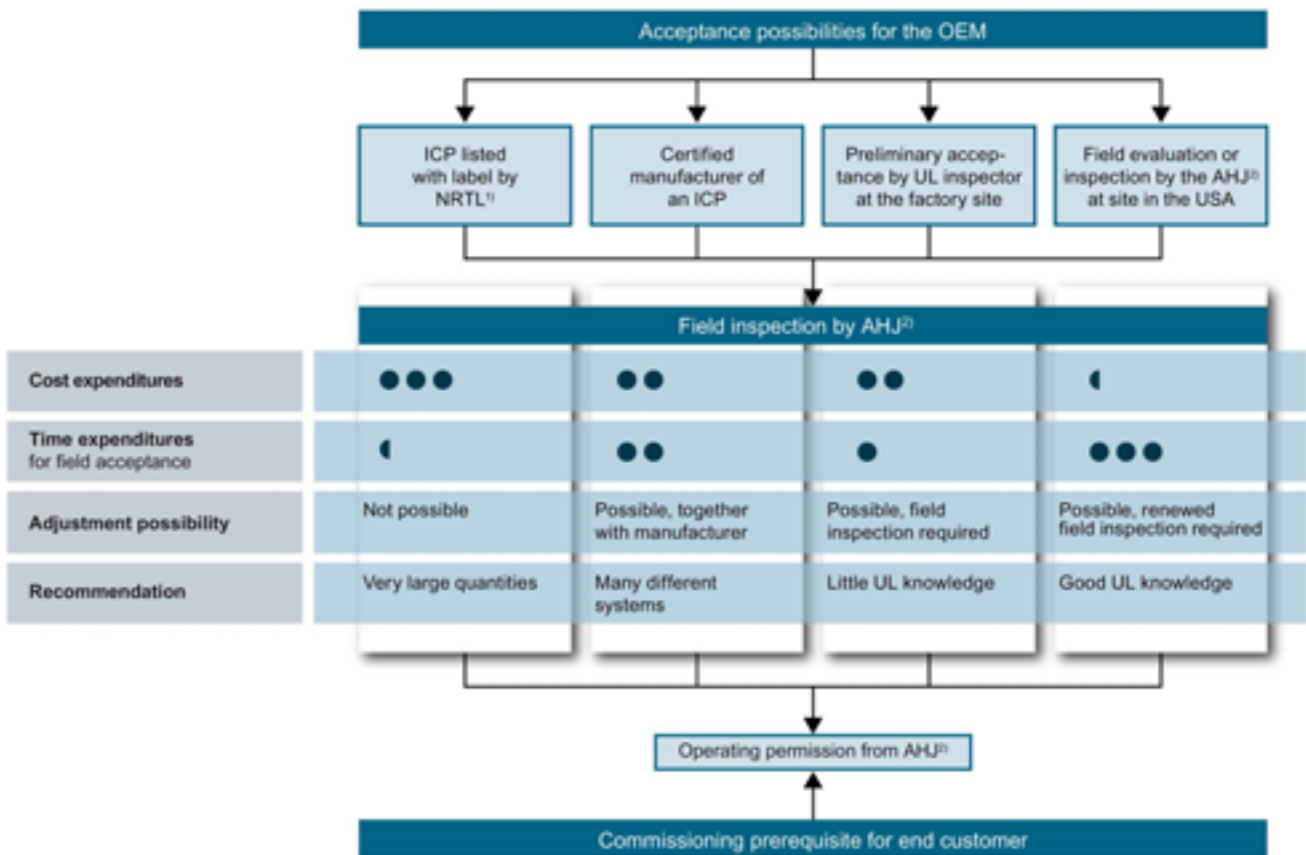 Acceptance possibilities for the OEM
ICP listed
with label by
NRTL¹⁾
Certified
manufacturer of
an ICP
Preliminary accep-
tance by UL inspector
at the factory site
Field evaluation or
inspection by the AHJ²⁾
at site in the USA
Field inspection by AHJ²⁾
Cost expenditures
Time expenditures
for field acceptance
Adjustment possibility
Not possible
Possible, together
with manufacturer
Possible, field
inspection required
Possible, renewed
field inspection required
Recommendation
Very large quantities
Many different
systems
Little UL knowledge
Good UL knowledge
Operating permission from AHJ²⁾
Commissioning prerequisite for end customer